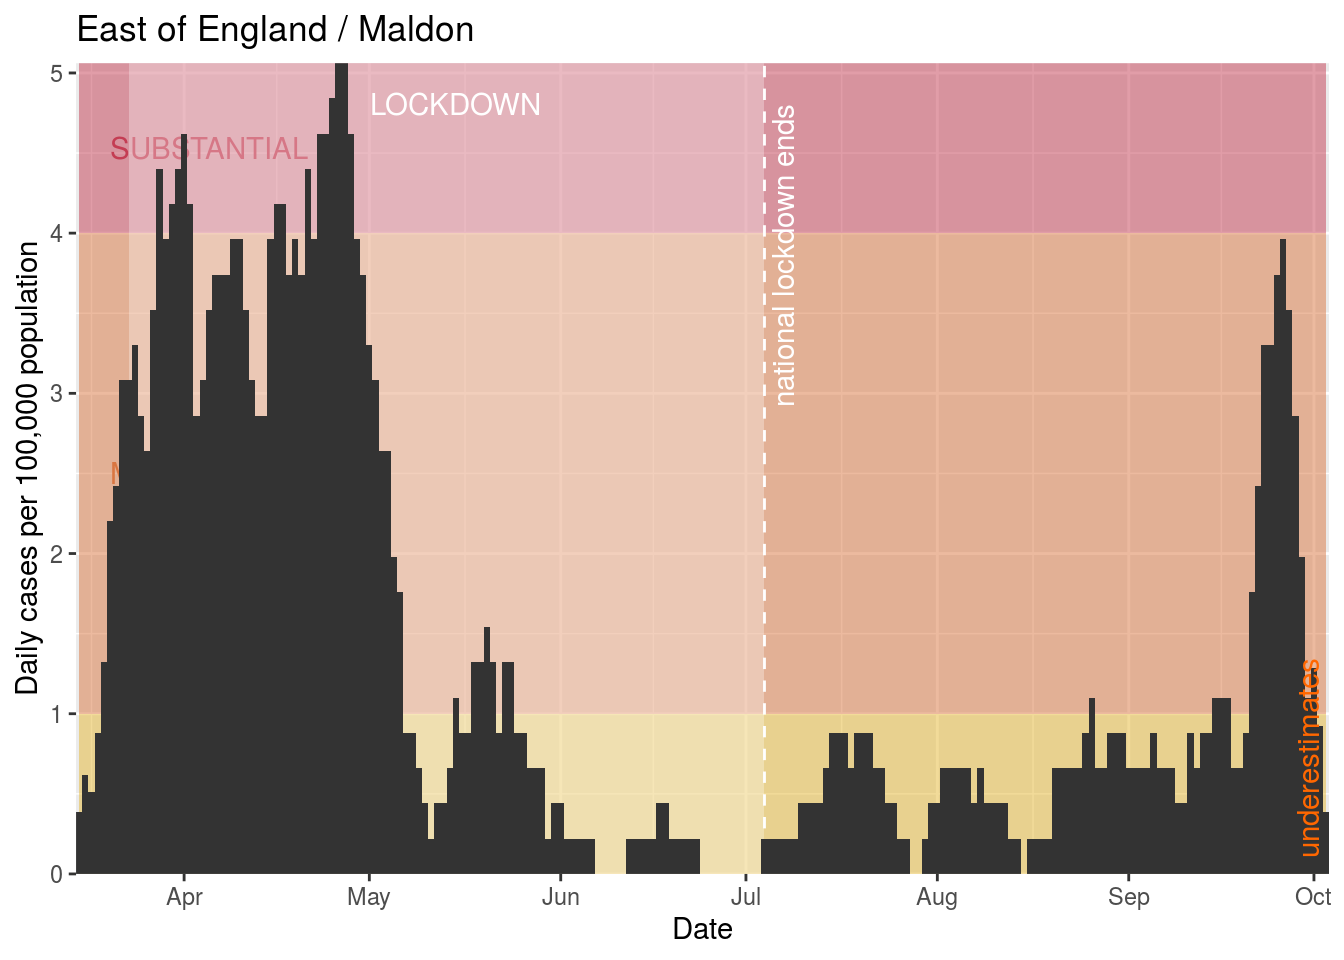 East of England / Maldon
Daily cases per 100,000 population
5
4
3
2
1
0
SUBSTANTIAL
LOCKDOWN
M
national lockdown ends
underestimates
Apr
May
Jun
Jul
Aug
Sep
Oct
Date